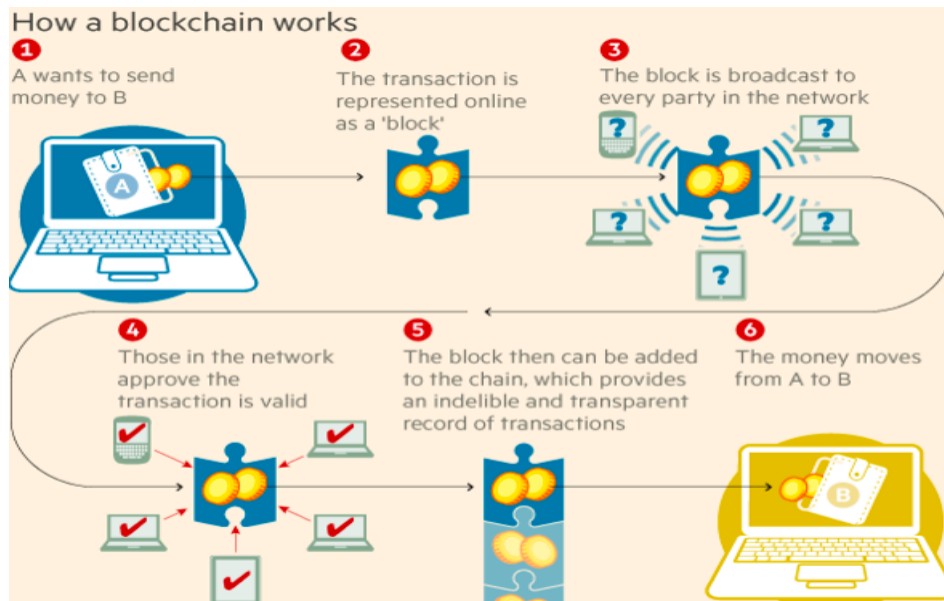 How a blockchain works
1
A wants to send
money to B
A
2
The transaction is
represented online
as a 'block'
3
The block is broadcast to
every party in the network
?
?
?
?
?
4
Those in the network
approve the
transaction is valid
5
The block then can be added
to the chain, which provides
an indelible and transparent
record of transactions
6
The money moves
from A to B
B